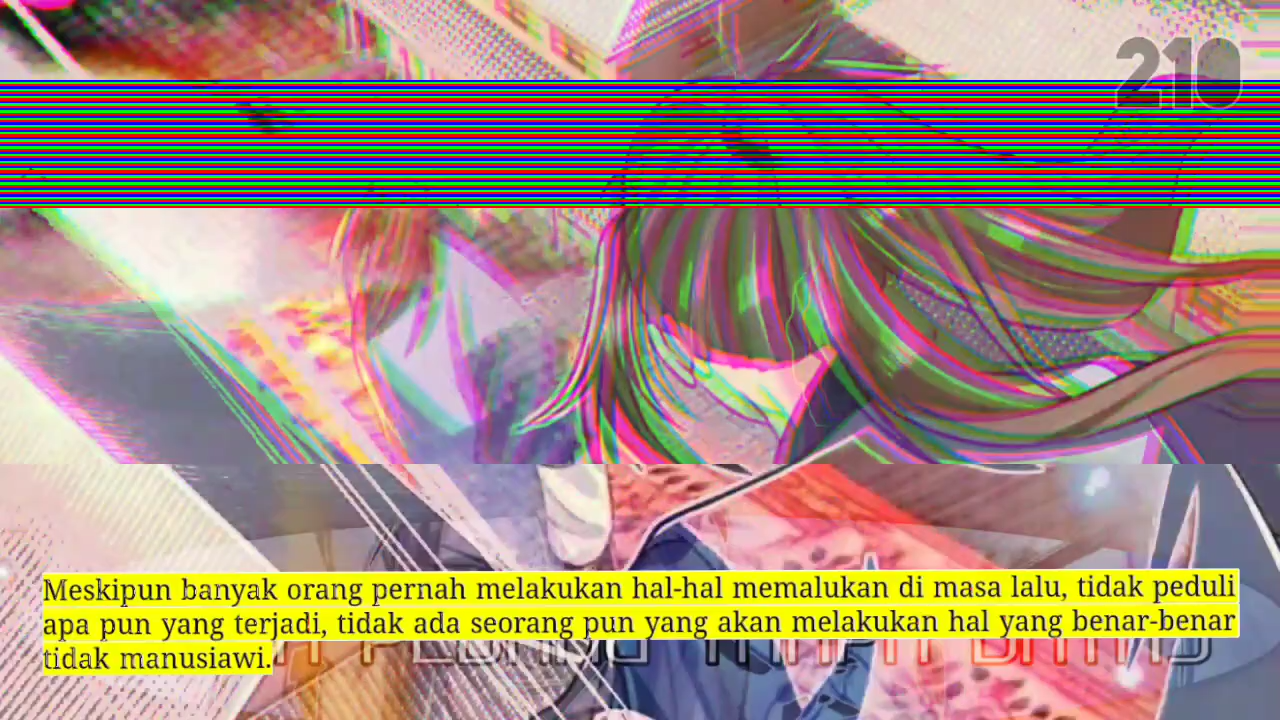 210
Meskipun banyak orang pernah melakukan hal-hal memalukan di masa lalu, tidak peduli
apa pun yang terjadi, tidak ada seorang pun yang akan melakukan hal yang benar-benar
tidak manusiawi.